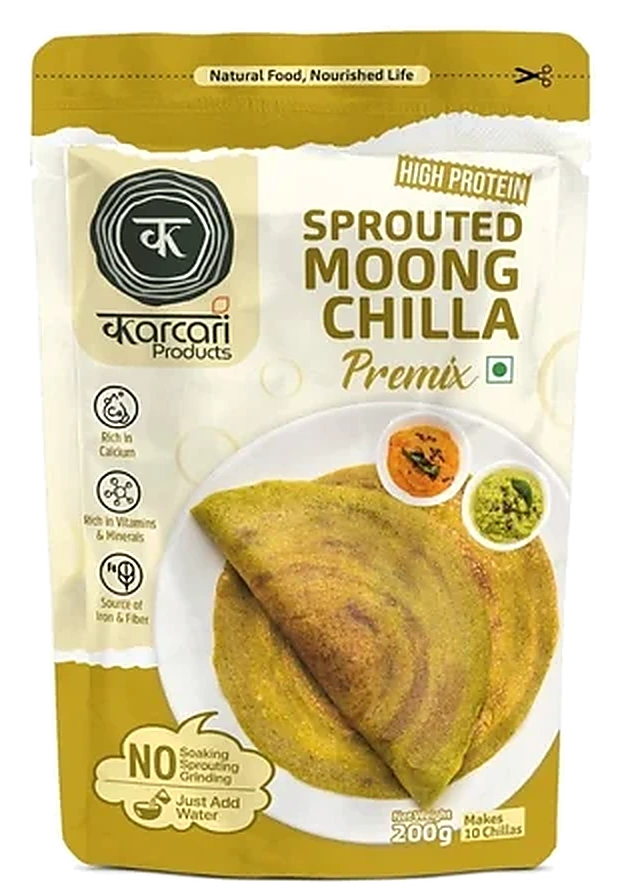 Natural Food, Nourished Life
HIGH PROTEIN
क
SPROUTED
MOONG
CHILLA
Premix
कarcari
Products
Rich In
Calcium
Rich In Vitamins
& Minerals
Source of
Iron & Fiber
NO Soaking
Sprouting
Grinding
Just Add
Water
Net Weight
200g
Makes
10 Chillas